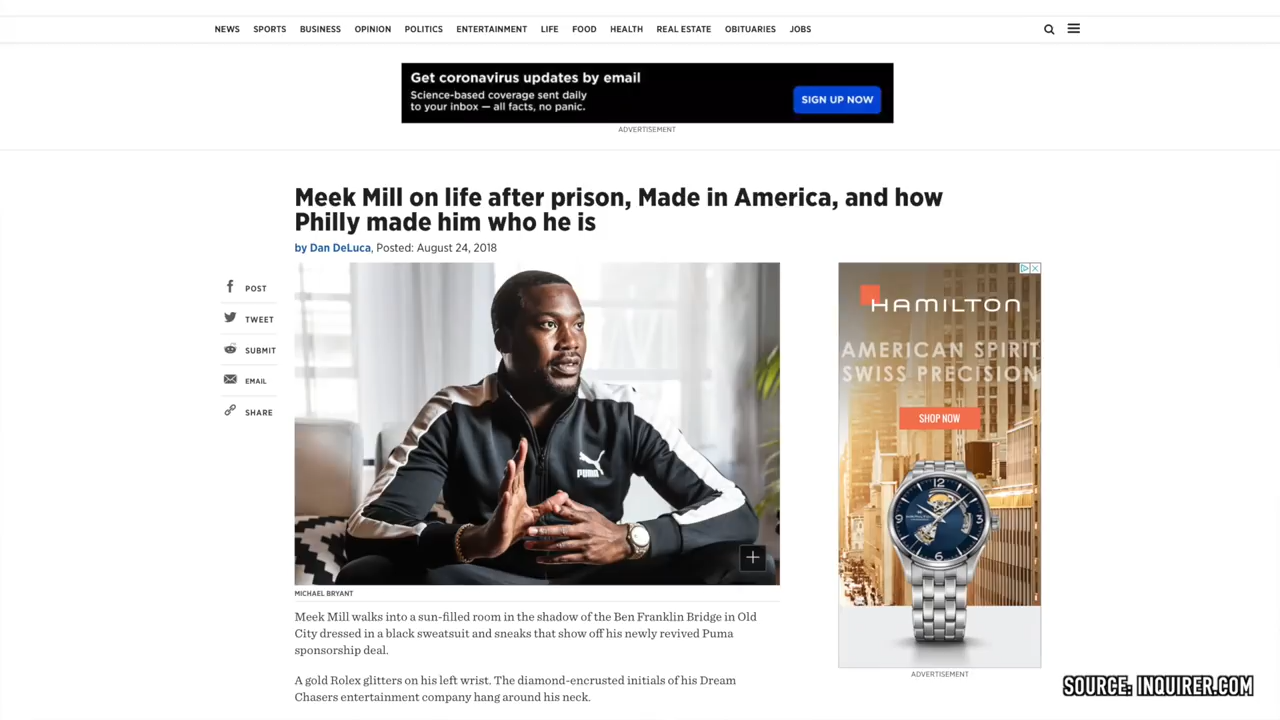 NEWS SPORTS BUSINESS OPINION POLITICS ENTERTAINMENT LIFE FOOD HEALTH REAL ESTATE OBITUARIES JOBS
Get coronavirus updates by email
Science-based coverage sent daily
to your inbox — all facts, no panic.
SIGN UP NOW
ADVERTISEMENT
Meek Mill on life after prison, Made in America, and how
Philly made him who he is
by Dan DeLuca, Posted: August 24, 2018
POST
TWEET
SUBMIT
EMAIL
SHARE
PUMA
MICHAEL BRYANT
Meek Mill walks into a sun-filled room in the shadow of the Ben Franklin Bridge in Old
City dressed in a black sweatsuit and sneaks that show off his newly revived Puma
sponsorship deal.
A gold Rolex glitters on his left wrist. The diamond-encrusted initials of his Dream
Chasers entertainment company hang around his neck.
HAMILTON
AMERICAN SPIRIT
SWISS PRECISION
SHOP NOW
12
9 3
6
ADVERTISEMENT
SOURCE: INQUIRER.COM